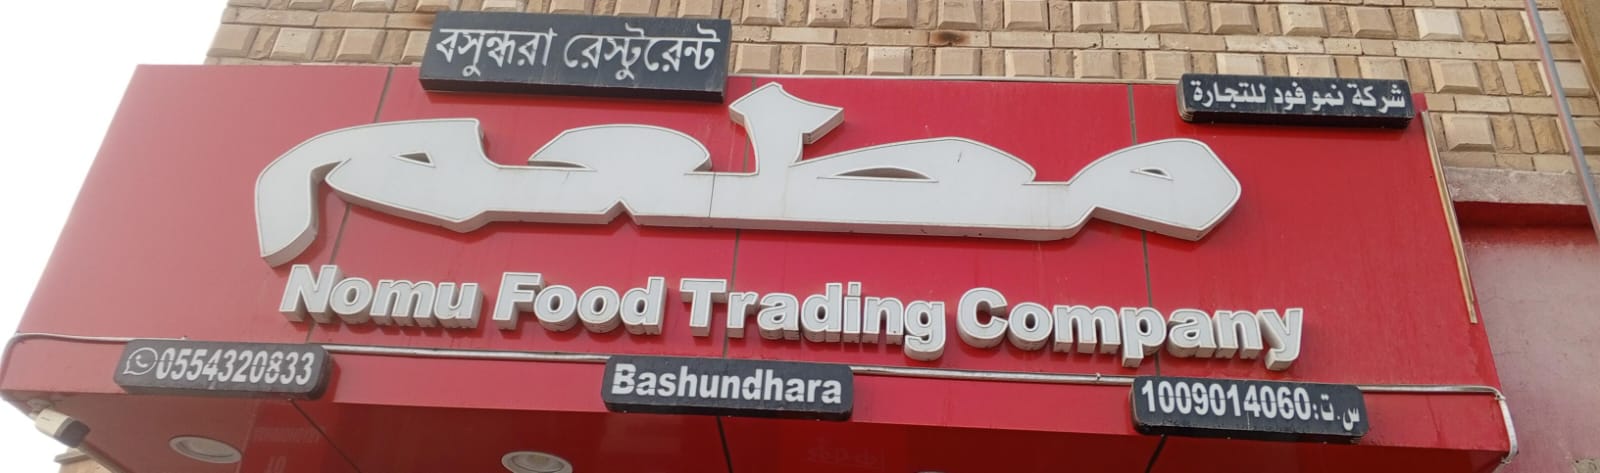 বসুন্ধরা রেস্টুরেন্ট
شركة نمو فود للتجارة
مطعم
Nomu Food Trading Company
0554320833
Bashundhara
س.ت: 1009014060